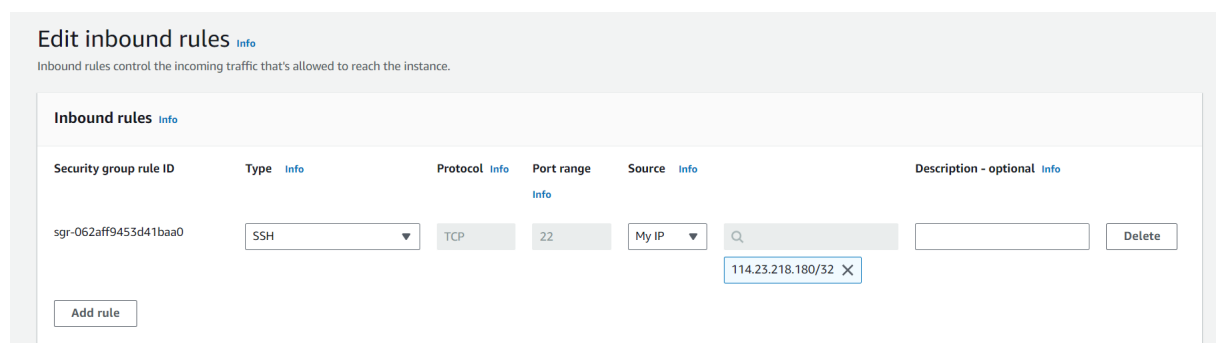 Edit inbound rules Info
Inbound rules control the incoming traffic that's allowed to reach the instance.
Inbound rules Info
Security group rule ID Type Info Protocol Info Port range Info Source Info Description - optional Info
sgr-062aff9453d41baa0 SSH TCP 22 My IP Delete
114.23.218.180/32
Add rule